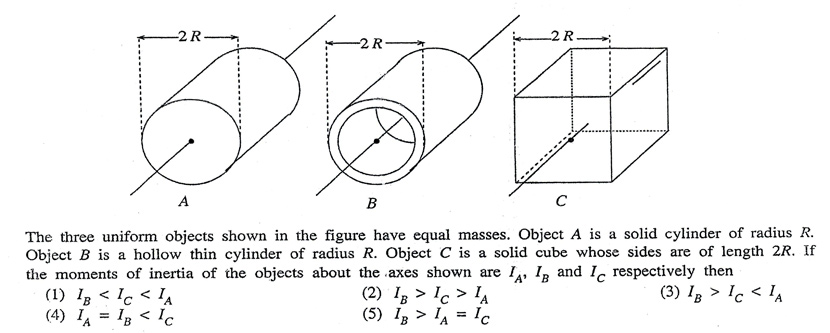 2 R 2 R 2 R
A B C
The three uniform objects shown in the figure have equal masses. Object A is a solid cylinder of radius R.
Object B is a hollow thin cylinder of radius R. Object C is a solid cube whose sides are of length 2R. If
the moments of inertia of the objects about the axes shown are I_A, I_B and I_C respectively then
(1) I_B < I_C < I_A (2) I_B > I_C > I_A (3) I_B > I_C < I_A
(4) I_A = I_B < I_C (5) I_B > I_A = I_C